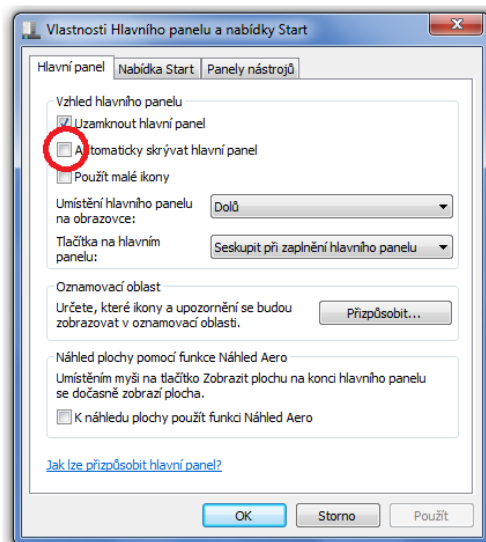 Vlastnosti Hlavního panelu a nabídky Start
Hlavní panel Nabídka Start Panely nástrojů
Vzhled hlavního panelu
Uzamknout hlavní panel
Automaticky skrývat hlavní panel
Použít malé ikony
Umístění hlavního panelu
na obrazovce:
Dolů
Tlačítka na hlavním
panelu:
Seskupit při zaplnění hlavního panelu
Oznamovací oblast
Určete, které ikony a upozornění se budou
zobrazovat v oznamovací oblasti.
Přizpůsobit...
Náhled plochy pomocí funkce Náhled Aero
Umístěním myši na tlačítko Zobrazit plochu na konci hlavního panelu
se dočasně zobrazí plocha.
K náhledu plochy použít funkci Náhled Aero
Jak lze přizpůsobit hlavní panel?
OK Storno Použít